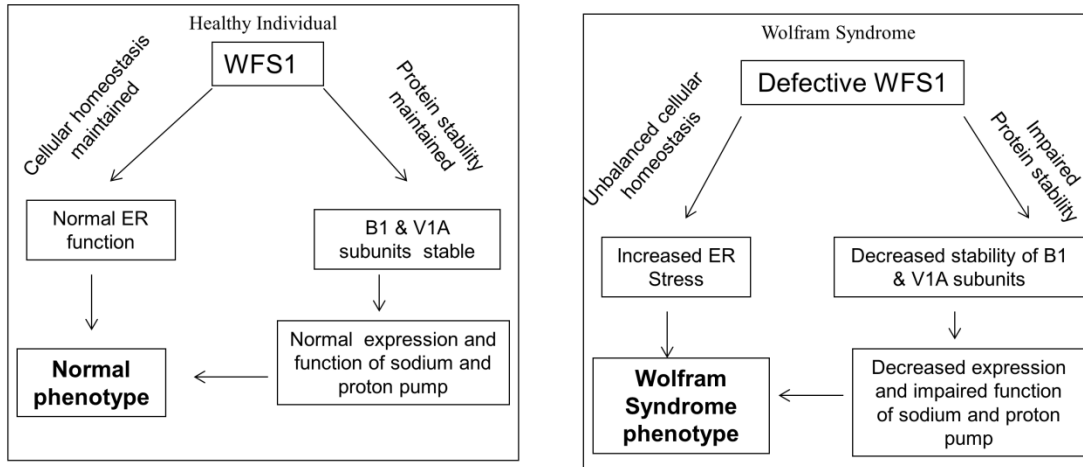 Healthy Individual
WFS1
Cellular homeostasis
maintained
Protein stability
maintained
Normal ER
function
B1 & V1A
subunits stable
Normal
phenotype
Normal expression and
function of sodium and
proton pump
Wolfram Syndrome
Defective WFS1
Unbalanced cellular
homeostasis
Impaired
Protein stability
Increased ER
Stress
Decreased stability of B1
& V1A subunits
Wolfram
Syndrome
phenotype
Decreased expression
and impaired function
of sodium and proton
pump